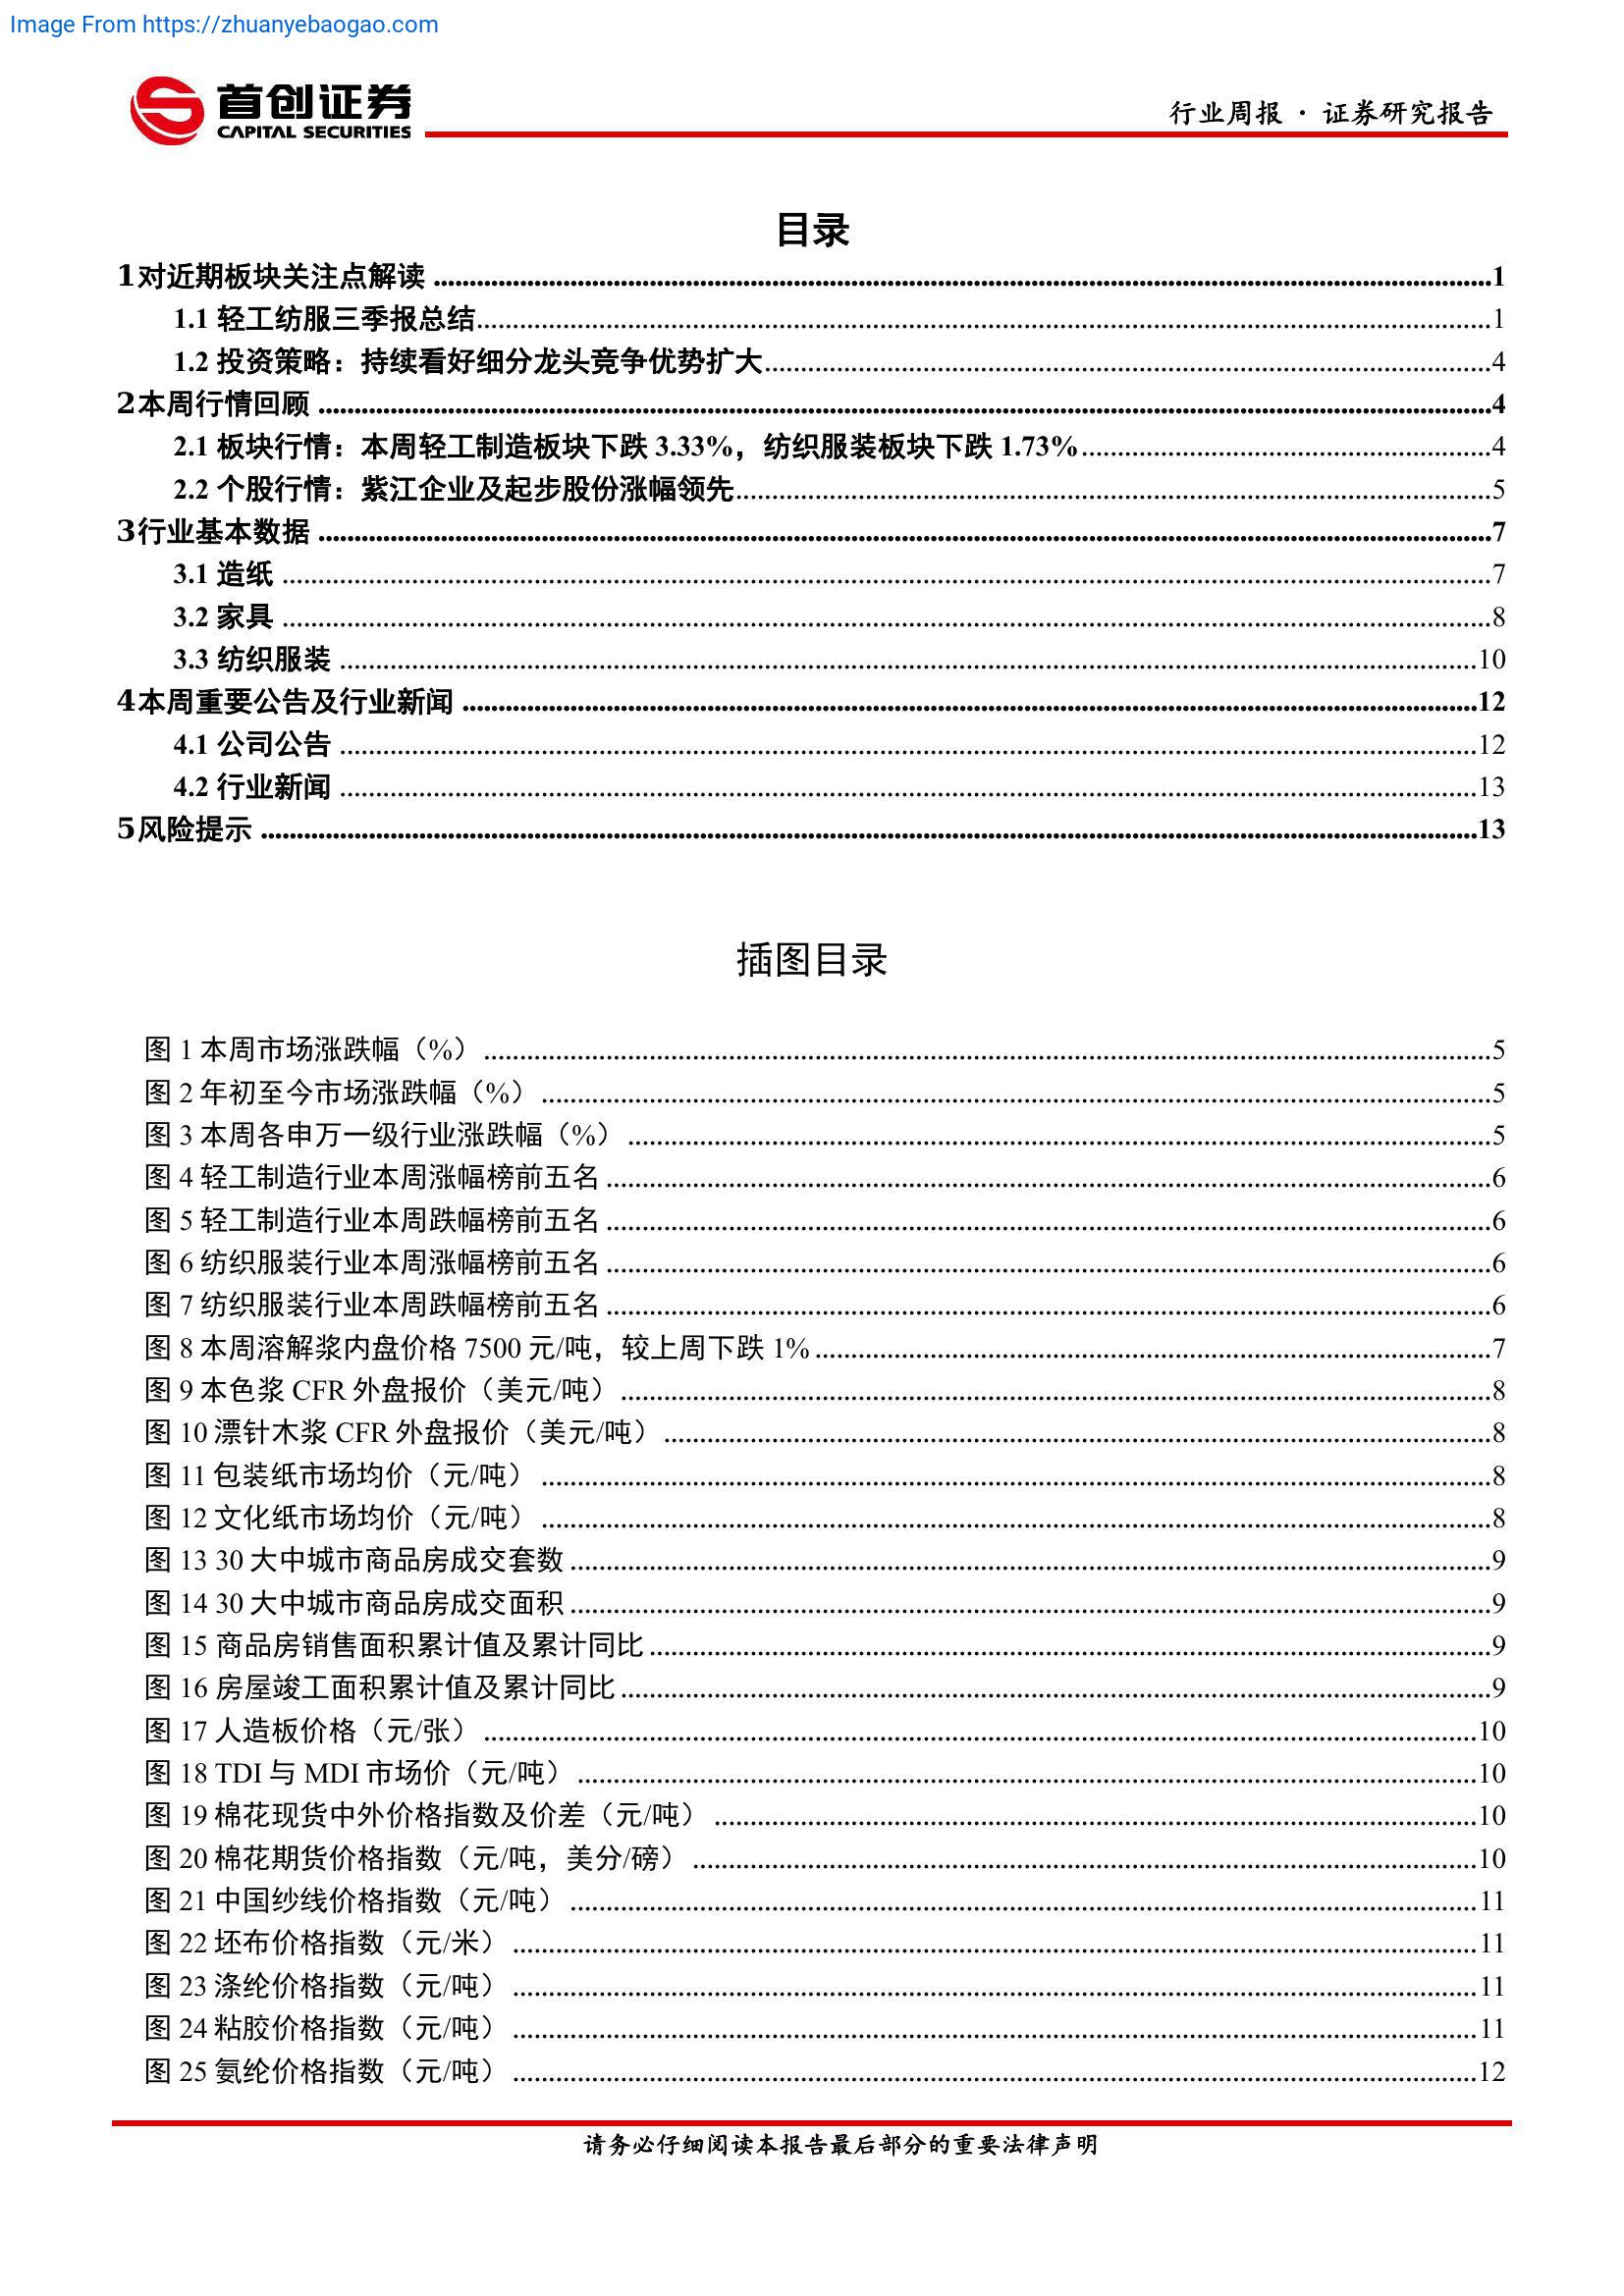 Image From https://zhuanyebaogao.com
首创证券
CAPITAL SECURITIES
行业周报 · 证券研究报告
目录
1对近期板块关注点解读 ........ 1
1.1 轻工纺服三季报总结 ........ 1
1.2 投资策略：持续看好细分龙头竞争优势扩大 ........ 4
2本周行情回顾 ........ 4
2.1 板块行情：本周轻工制造板块下跌 3.33%，纺织服装板块下跌 1.73% ........ 4
2.2 个股行情：紫江企业及起步股份涨幅领先 ........ 5
3行业基本数据 ........ 7
3.1 造纸 ........ 7
3.2 家具 ........ 8
3.3 纺织服装 ........ 10
4本周重要公告及行业新闻 ........ 12
4.1 公司公告 ........ 12
4.2 行业新闻 ........ 13
5风险提示 ........ 13
插图目录
图 1 本周市场涨跌幅（%） ........ 5
图 2 年初至今市场涨跌幅（%） ........ 5
图 3 本周各申万一级行业涨跌幅（%） ........ 5
图 4 轻工制造行业本周涨幅榜前五名 ........ 6
图 5 轻工制造行业本周跌幅榜前五名 ........ 6
图 6 纺织服装行业本周涨幅榜前五名 ........ 6
图 7 纺织服装行业本周跌幅榜前五名 ........ 6
图 8 本周溶解浆内盘价格 7500 元/吨，较上周下跌 1% ........ 7
图 9 本色浆 CFR 外盘报价（美元/吨） ........ 8
图 10 漂针木浆 CFR 外盘报价（美元/吨） ........ 8
图 11 包装纸市场均价（元/吨） ........ 8
图 12 文化纸市场均价（元/吨） ........ 8
图 13 30 大中城市商品房成交套数 ........ 9
图 14 30 大中城市商品房成交面积 ........ 9
图 15 商品房销售面积累计值及累计同比 ........ 9
图 16 房屋竣工面积累计值及累计同比 ........ 9
图 17 人造板价格（元/张） ........ 10
图 18 TDI 与 MDI 市场价（元/吨） ........ 10
图 19 棉花现货中外价格指数及价差（元/吨） ........ 10
图 20 棉花期货价格指数（元/吨，美分/磅） ........ 10
图 21 中国纱线价格指数（元/吨） ........ 11
图 22 坯布价格指数（元/米） ........ 11
图 23 涤纶价格指数（元/吨） ........ 11
图 24 粘胶价格指数（元/吨） ........ 11
图 25 氨纶价格指数（元/吨） ........ 12
请务必仔细阅读本报告最后部分的重要法律声明